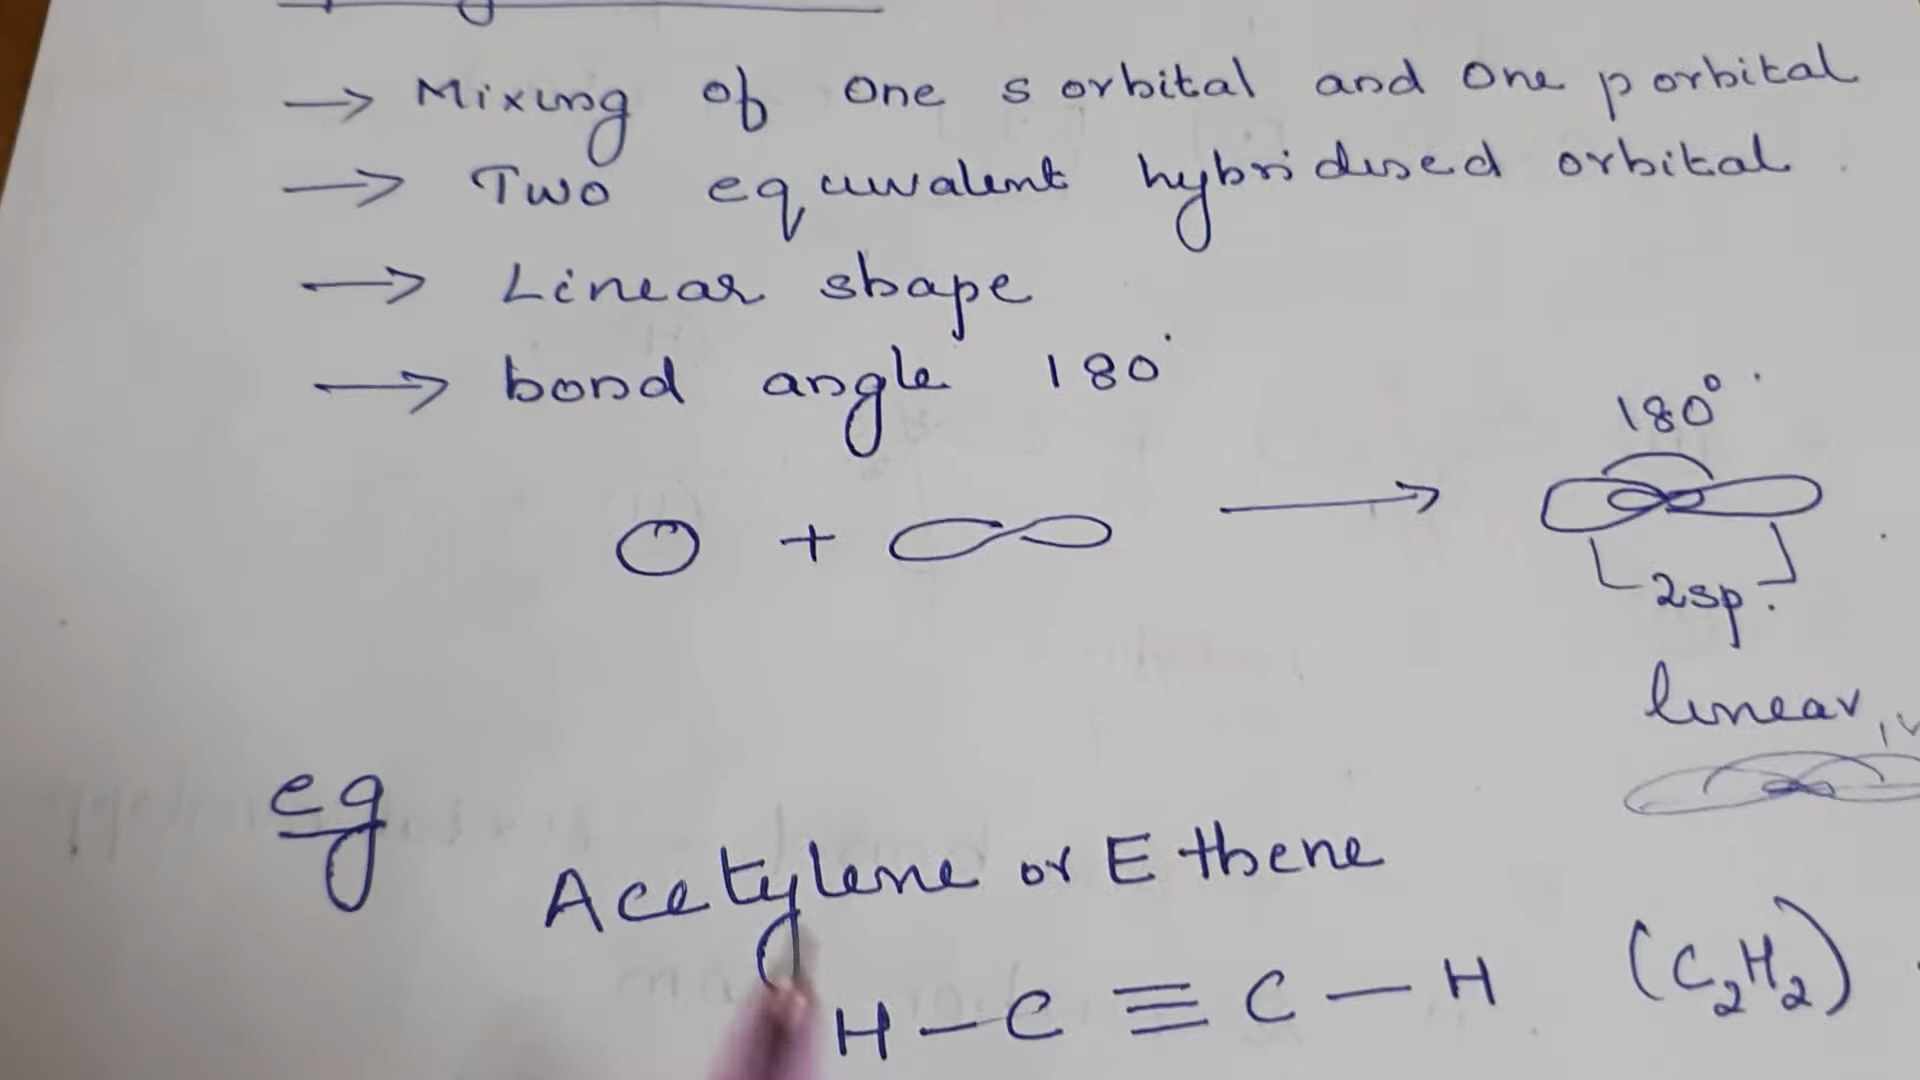 → Mixing of one s orbital and one p orbital
→ Two equivalent hybridised orbital
→ Linear shape
→ bond angle 180°
180°
+ →
2sp.
linear
eg
Acetylene or Ethene
H - C ≡ C - H (C₂H₂)